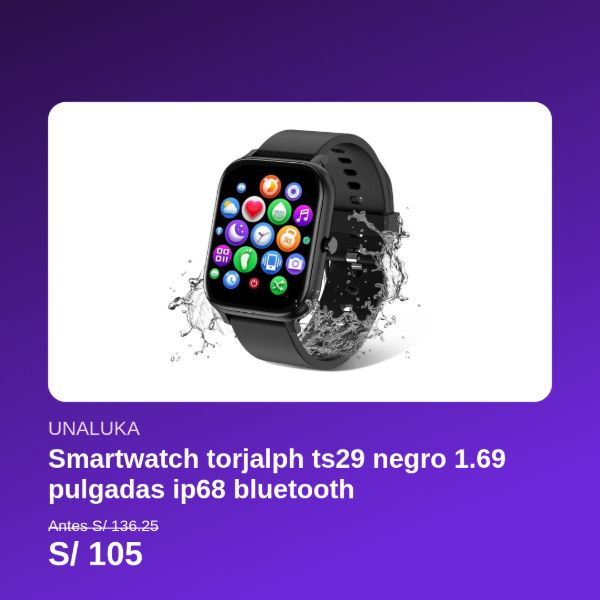 UNALUKA
Smartwatch torjalph ts29 negro 1.69
pulgadas ip68 bluetooth
Antes S/ 136.25
S/ 105